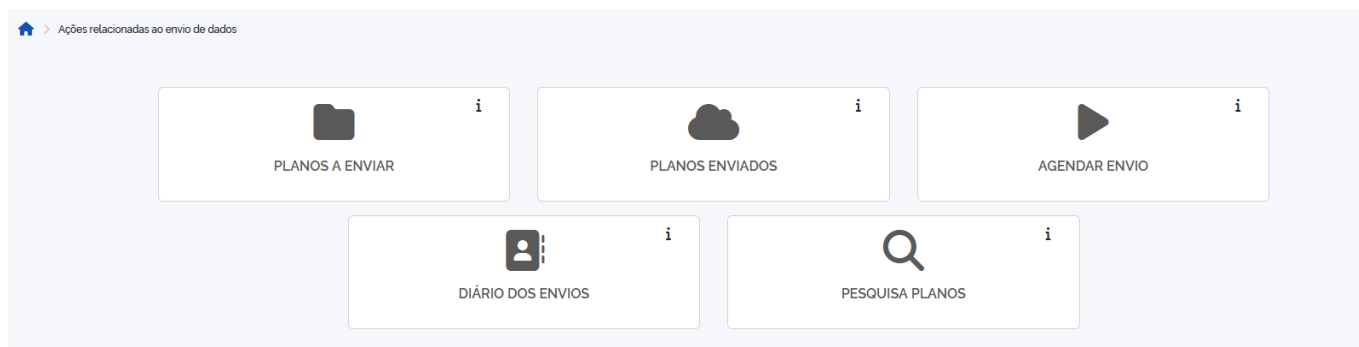 Ações relacionadas ao envio de dados
i
PLANOS A ENVIAR
i
PLANOS ENVIADOS
i
AGENDAR ENVIO
i
DIÁRIO DOS ENVIOS
i
PESQUISA PLANOS